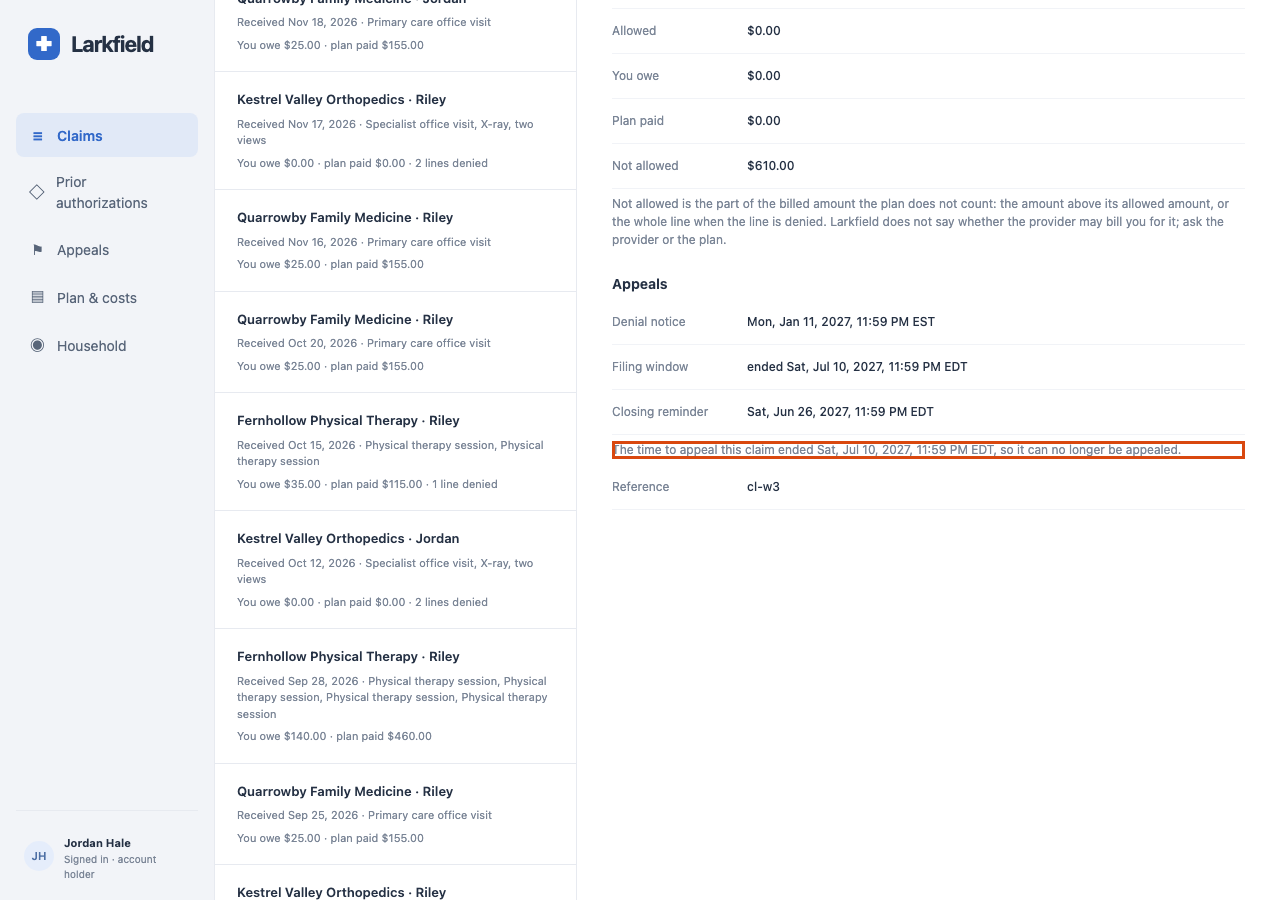 Larkfield
Claims
Prior
authorizations
Appeals
Plan & costs
Household
JH
Jordan Hale
Signed in · account
holder
Quarrowby Family Medicine · Jordan
Received Nov 18, 2026 · Primary care office visit
You owe $25.00 · plan paid $155.00
Kestrel Valley Orthopedics · Riley
Received Nov 17, 2026 · Specialist office visit, X-ray, two
views
You owe $0.00 · plan paid $0.00 · 2 lines denied
Quarrowby Family Medicine · Riley
Received Nov 16, 2026 · Primary care office visit
You owe $25.00 · plan paid $155.00
Quarrowby Family Medicine · Riley
Received Oct 20, 2026 · Primary care office visit
You owe $25.00 · plan paid $155.00
Fernhollow Physical Therapy · Riley
Received Oct 15, 2026 · Physical therapy session, Physical
therapy session
You owe $35.00 · plan paid $115.00 · 1 line denied
Kestrel Valley Orthopedics · Jordan
Received Oct 12, 2026 · Specialist office visit, X-ray, two
views
You owe $0.00 · plan paid $0.00 · 2 lines denied
Fernhollow Physical Therapy · Riley
Received Sep 28, 2026 · Physical therapy session, Physical
therapy session, Physical therapy session, Physical therapy
session
You owe $140.00 · plan paid $460.00
Quarrowby Family Medicine · Riley
Received Sep 25, 2026 · Primary care office visit
You owe $25.00 · plan paid $155.00
Kestrel Valley Orthopedics · Riley
Allowed $0.00
You owe $0.00
Plan paid $0.00
Not allowed $610.00
Not allowed is the part of the billed amount the plan does not count: the amount above its allowed amount, or
the whole line when the line is denied. Larkfield does not say whether the provider may bill you for it; ask the
provider or the plan.
Appeals
Denial notice Mon, Jan 11, 2027, 11:59 PM EST
Filing window ended Sat, Jul 10, 2027, 11:59 PM EDT
Closing reminder Sat, Jun 26, 2027, 11:59 PM EDT
The time to appeal this claim ended Sat, Jul 10, 2027, 11:59 PM EDT, so it can no longer be appealed.
Reference cl-w3